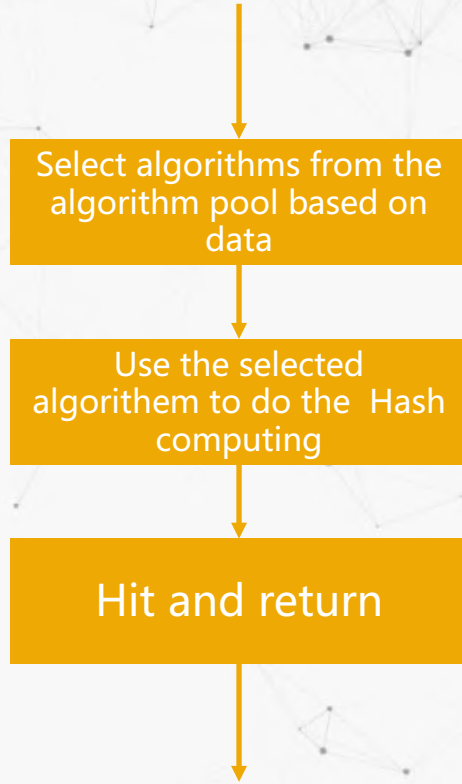 Select algorithms from the
algorithm pool based on
data
Use the selected
algorithem to do the  Hash
computing
Hit and return